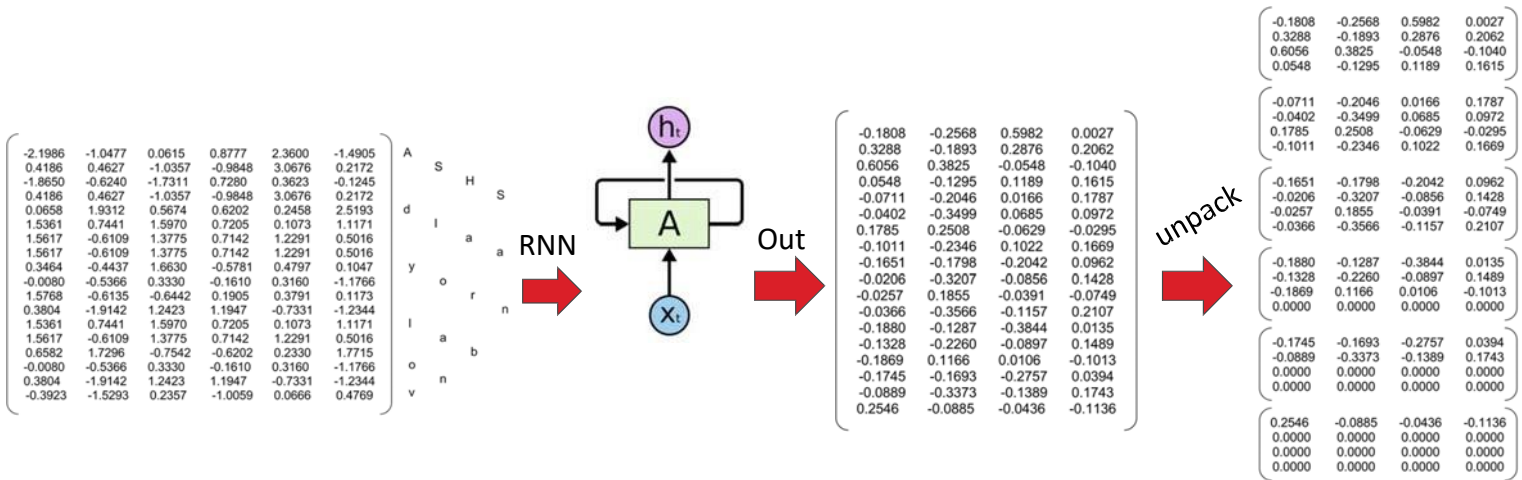 -2.1986 -1.0477 0.0615 0.8777 2.3600 -1.4905 A
0.4186 0.4627 -1.0357 -0.9848 3.0676 0.2172 S
-1.8650 -0.6240 -1.7311 0.7280 0.3623 -0.1245 H
0.4186 0.4627 -1.0357 -0.9848 3.0676 0.2172 S
0.0658 1.9312 0.5674 0.6202 0.2458 2.5193 d
1.5361 0.7441 1.5970 0.7205 0.1073 1.1171 l
1.5617 -0.6109 1.3775 0.7142 1.2291 0.5016 a
1.5617 -0.6109 1.3775 0.7142 1.2291 0.5016 a
0.3464 -0.4437 1.6630 -0.5781 0.4797 0.1047 y
-0.0080 -0.5366 0.3330 -0.1610 0.3160 -1.1766 o
1.5768 -0.6135 -0.6442 0.1905 0.3791 0.1173 r
0.3804 -1.9142 1.2423 1.1947 -0.7331 -1.2344 n
1.5361 0.7441 1.5970 0.7205 0.1073 1.1171 l
1.5617 -0.6109 1.3775 0.7142 1.2291 0.5016 a
0.6582 1.7296 -0.7542 -0.6202 0.2330 1.7715 b
-0.0080 -0.5366 0.3330 -0.1610 0.3160 -1.1766 o
0.3804 -1.9142 1.2423 1.1947 -0.7331 -1.2344 n
-0.3923 -1.5293 0.2357 -1.0059 0.0666 0.4769 v
RNN
ht
A
xt
Out
-0.1808 -0.2568 0.5982 0.0027
0.3288 -0.1893 0.2876 0.2062
0.6056 0.3825 -0.0548 -0.1040
0.0548 -0.1295 0.1189 0.1615
-0.0711 -0.2046 0.0166 0.1787
-0.0402 -0.3499 0.0685 0.0972
0.1785 0.2508 -0.0629 -0.0295
-0.1011 -0.2346 0.1022 0.1669
-0.1651 -0.1798 -0.2042 0.0962
-0.0206 -0.3207 -0.0856 0.1428
-0.0257 0.1855 -0.0391 -0.0749
-0.0366 -0.3566 -0.1157 0.2107
-0.1880 -0.1287 -0.3844 0.0135
-0.1328 -0.2260 -0.0897 0.1489
-0.1869 0.1166 0.0106 -0.1013
-0.1745 -0.1693 -0.2757 0.0394
-0.0889 -0.3373 -0.1389 0.1743
0.2546 -0.0885 -0.0436 -0.1136
unpack
-0.1808 -0.2568 0.5982 0.0027
0.3288 -0.1893 0.2876 0.2062
0.6056 0.3825 -0.0548 -0.1040
0.0548 -0.1295 0.1189 0.1615
-0.0711 -0.2046 0.0166 0.1787
-0.0402 -0.3499 0.0685 0.0972
0.1785 0.2508 -0.0629 -0.0295
-0.1011 -0.2346 0.1022 0.1669
-0.1651 -0.1798 -0.2042 0.0962
-0.0206 -0.3207 -0.0856 0.1428
-0.0257 0.1855 -0.0391 -0.0749
-0.0366 -0.3566 -0.1157 0.2107
-0.1880 -0.1287 -0.3844 0.0135
-0.1328 -0.2260 -0.0897 0.1489
-0.1869 0.1166 0.0106 -0.1013
0.0000 0.0000 0.0000 0.0000
-0.1745 -0.1693 -0.2757 0.0394
-0.0889 -0.3373 -0.1389 0.1743
0.0000 0.0000 0.0000 0.0000
0.0000 0.0000 0.0000 0.0000
0.2546 -0.0885 -0.0436 -0.1136
0.0000 0.0000 0.0000 0.0000
0.0000 0.0000 0.0000 0.0000
0.0000 0.0000 0.0000 0.0000